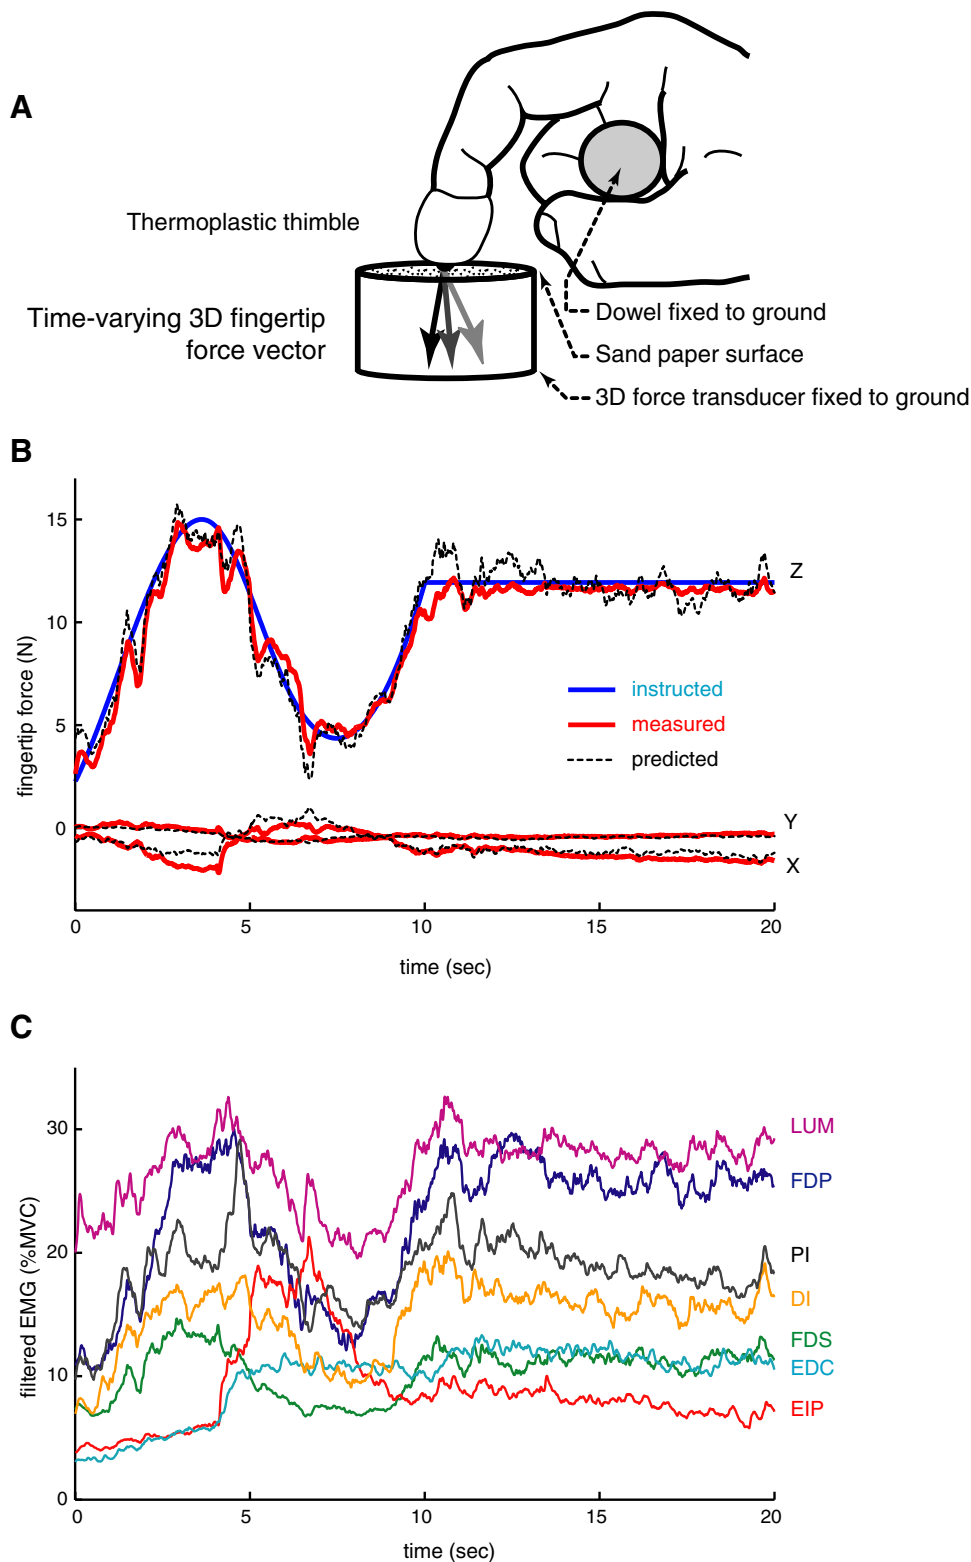 A
Thermoplastic thimble
Time-varying 3D fingertip
force vector
Dowel fixed to ground
Sand paper surface
3D force transducer fixed to ground
B
fingertip force (N)
15
10
5
0
Z
instructed
measured
predicted
Y
X
0
5
10
15
20
time (sec)
C
filtered EMG (%MVC)
30
20
10
0
LUM
FDP
PI
DI
FDS
EDC
EIP
0
5
10
15
20
time (sec)